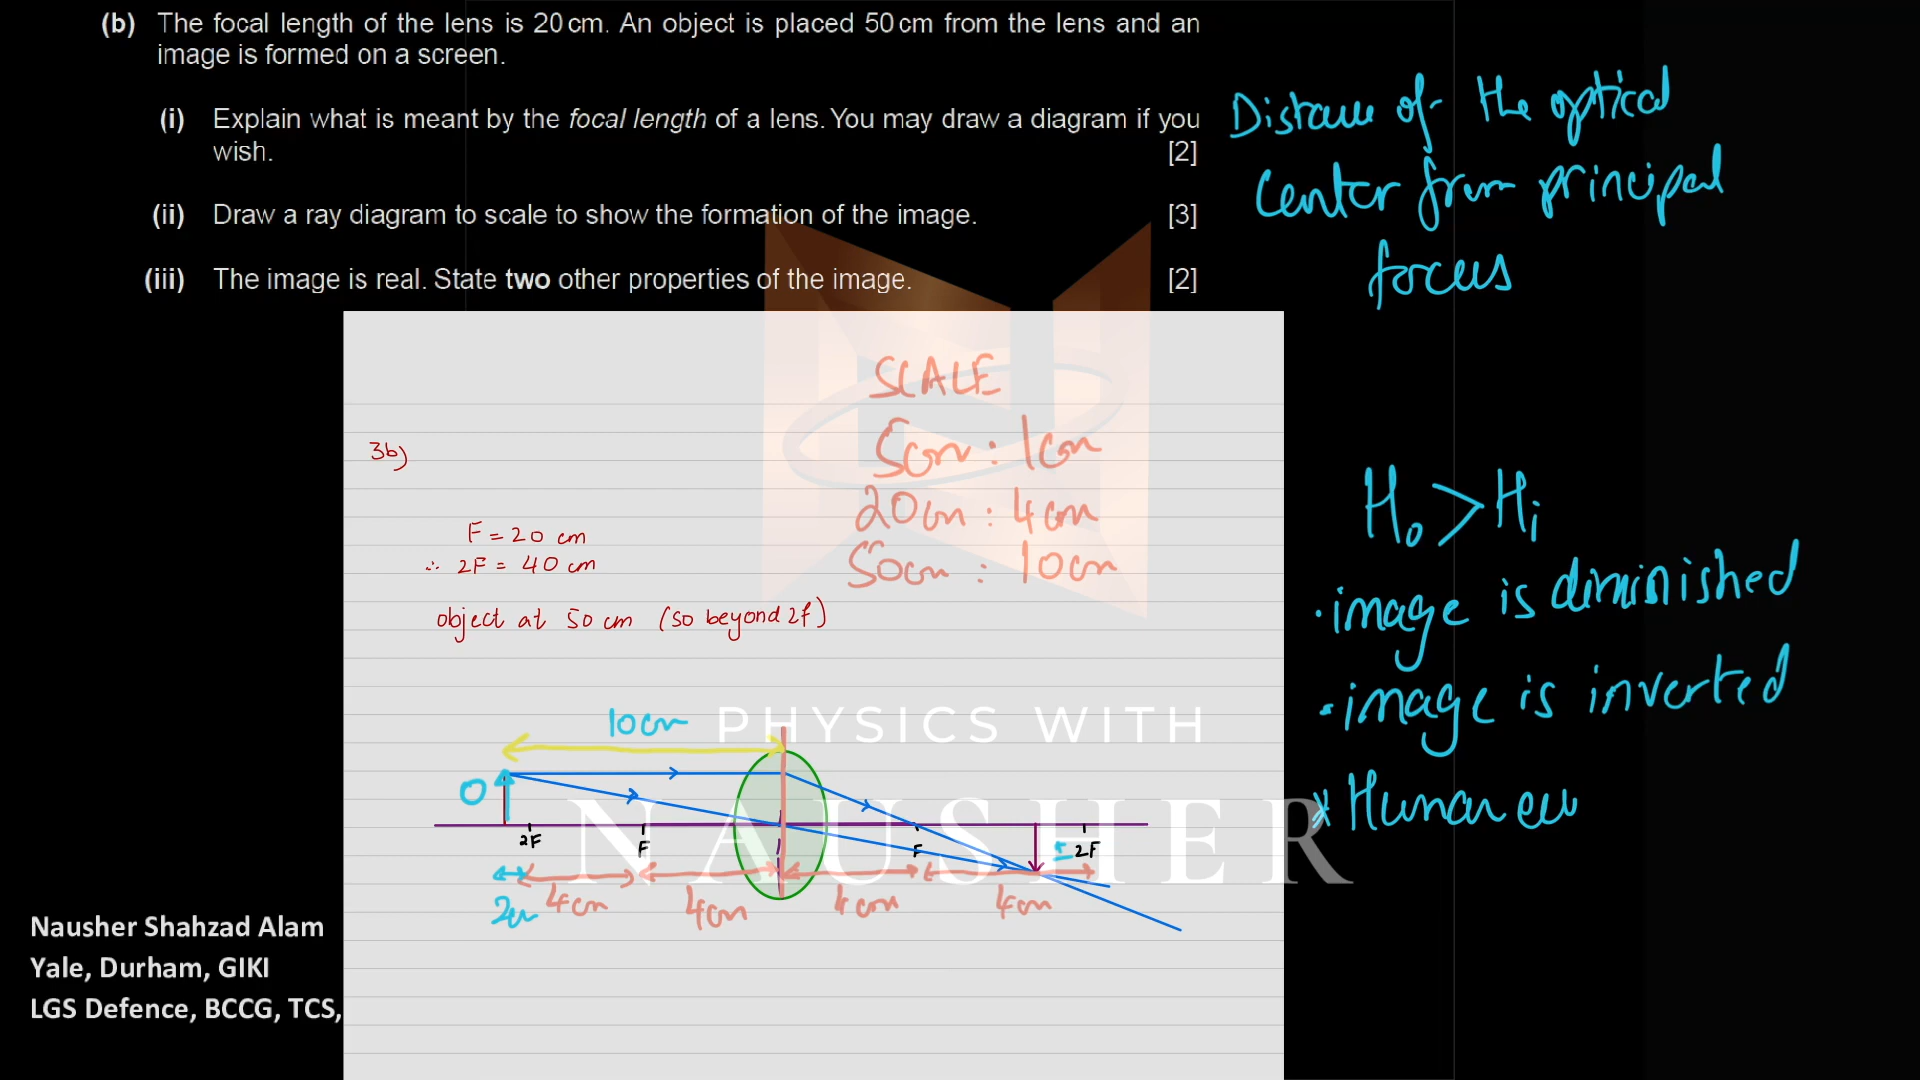 (b) The focal length of the lens is 20 cm. An object is placed 50 cm from the lens and an
image is formed on a screen.
(i) Explain what is meant by the focal length of a lens. You may draw a diagram if you
wish. [2]
(ii) Draw a ray diagram to scale to show the formation of the image. [3]
(iii) The image is real. State two other properties of the image. [2]
Distance of the optical
center from principal
focus
SCALE
5cm : 1cm
20cm : 4cm
50cm : 10cm
3b)
F = 20 cm
∴ 2F = 40 cm
object at 50 cm (so beyond 2f)
Ho > Hi
· image is diminished
· image is inverted
* Human
10cm
PHYSICS WITH
NAUSHER
O
2F
F
F
2F
4cm
4cm
4cm
4cm
Nausher Shahzad Alam
Yale, Durham, GIKI
LGS Defence, BCCG, TCS,